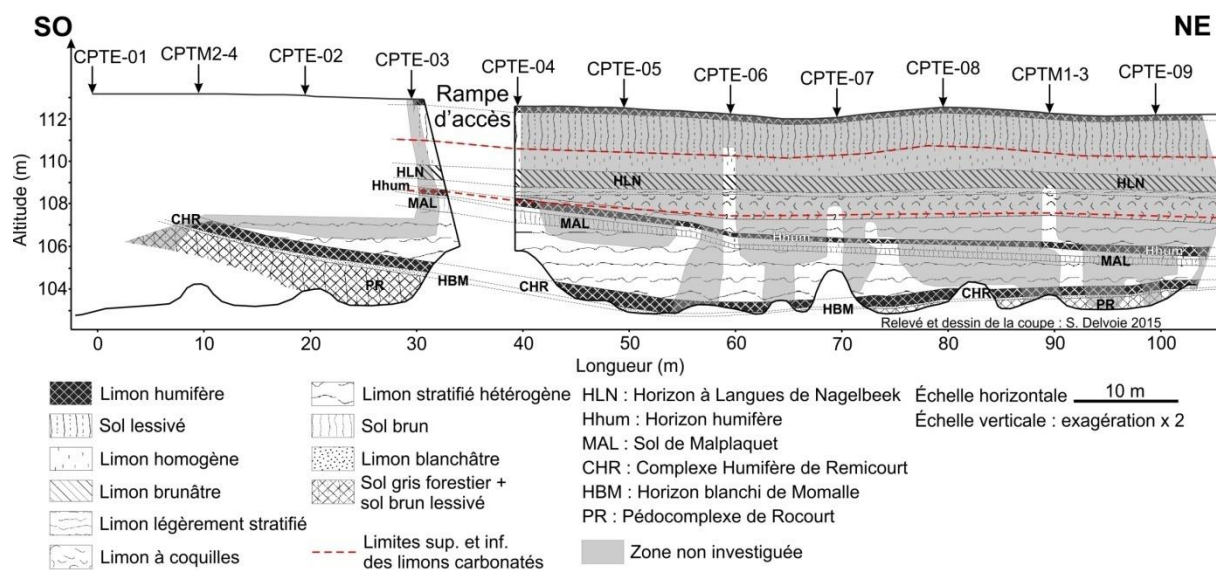 SO
NE
CPTE-01
CPTM2-4
CPTE-02
CPTE-03
CPTE-04
CPTE-05
CPTE-06
CPTE-07
CPTE-08
CPTM1-3
CPTE-09
Rampe
d'accès
Altitude (m)
112
110
108
106
104
HLN
Hhum
MAL
CHR
PR
HBM
HLN
HLN
MAL
Hhum
Hhum
MAL
CHR
CHR
HBM
PR
Relevé et dessin de la coupe : S. Delvoie 2015
0
10
20
30
40
50
60
70
80
90
100
Longueur (m)
Limon humifère
Sol lessivé
Limon homogène
Limon brunâtre
Limon légèrement stratifié
Limon à coquilles
Limon stratifié hétérogène
Sol brun
Limon blanchâtre
Sol gris forestier +
sol brun lessivé
Limites sup. et inf.
des limons carbonatés
HLN : Horizon à Langues de Nagelbeek
Hhum : Horizon humifère
MAL : Sol de Malplaquet
CHR : Complexe Humifère de Remicourt
HBM : Horizon blanchi de Momalle
PR : Pédocomplexe de Rocourt
Zone non investiguée
Échelle horizontale 10 m
Échelle verticale : exagération x 2